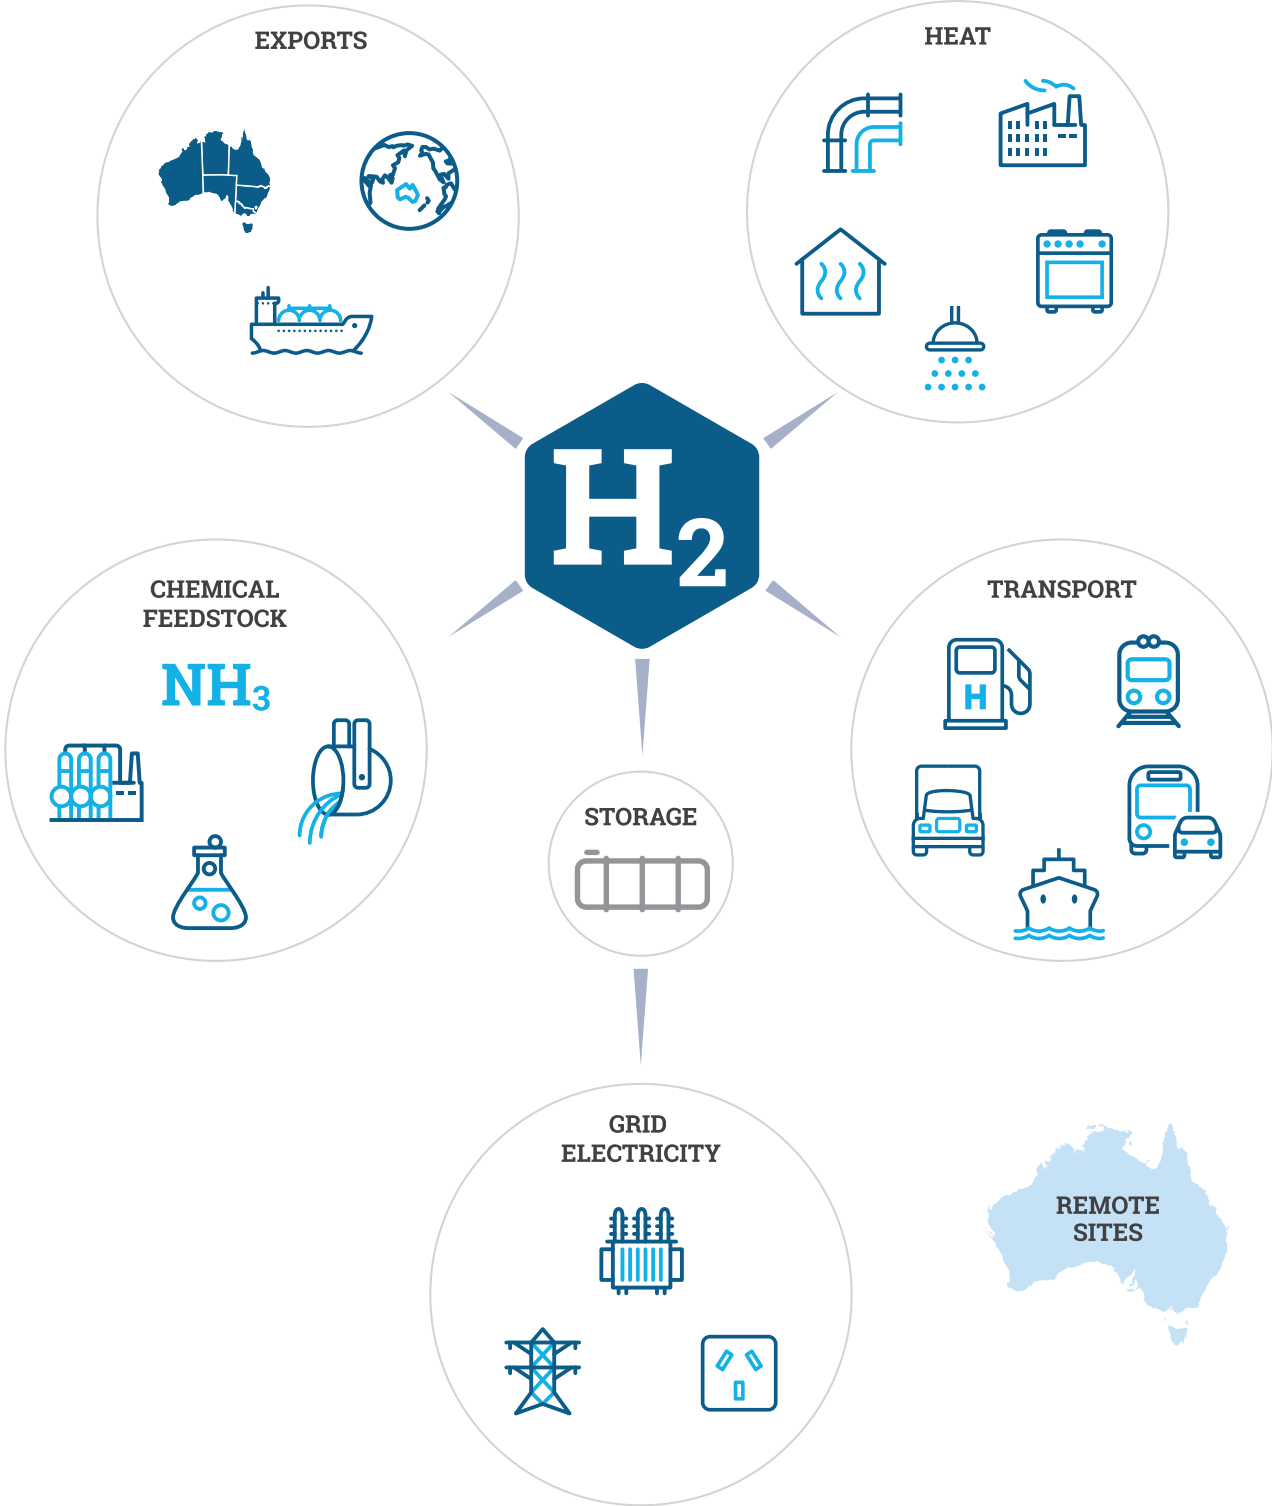 EXPORTS
HEAT
H2
CHEMICAL
FEEDSTOCK
NH3
TRANSPORT
H
STORAGE
GRID
ELECTRICITY
REMOTE
SITES